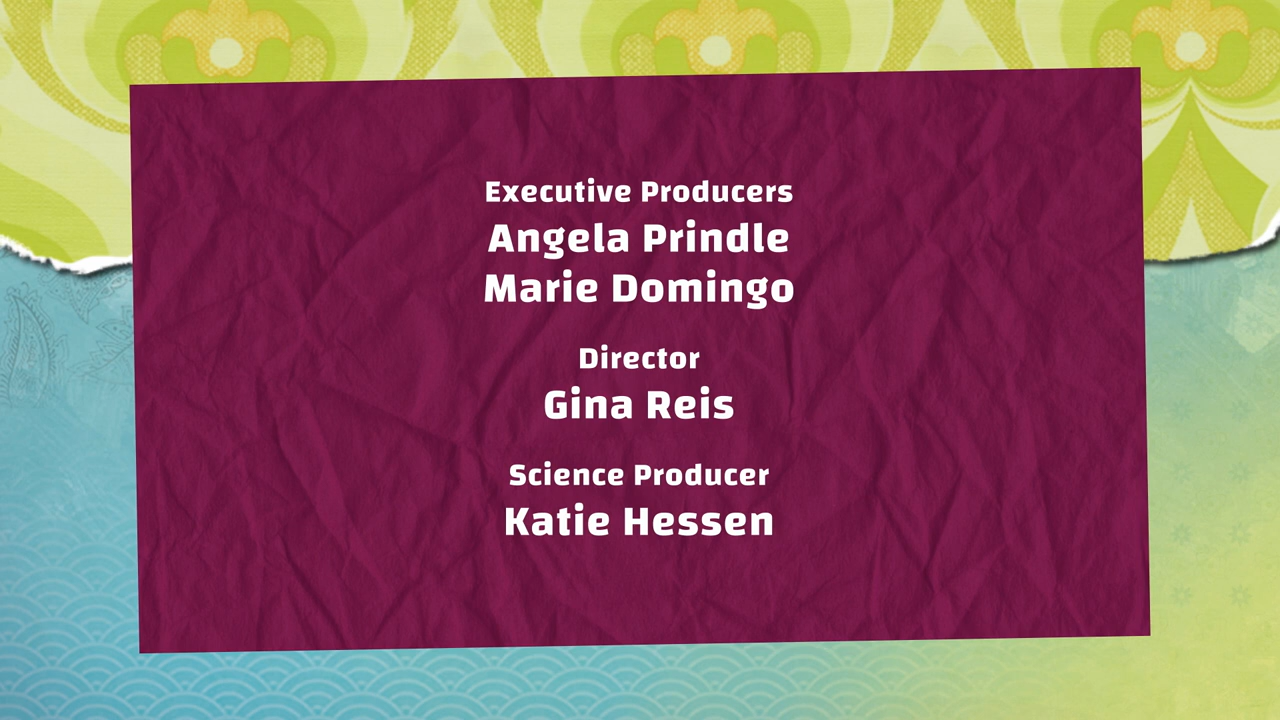 Executive Producers
Angela Prindle
Marie Domingo
Director
Gina Reis
Science Producer
Katie Hessen